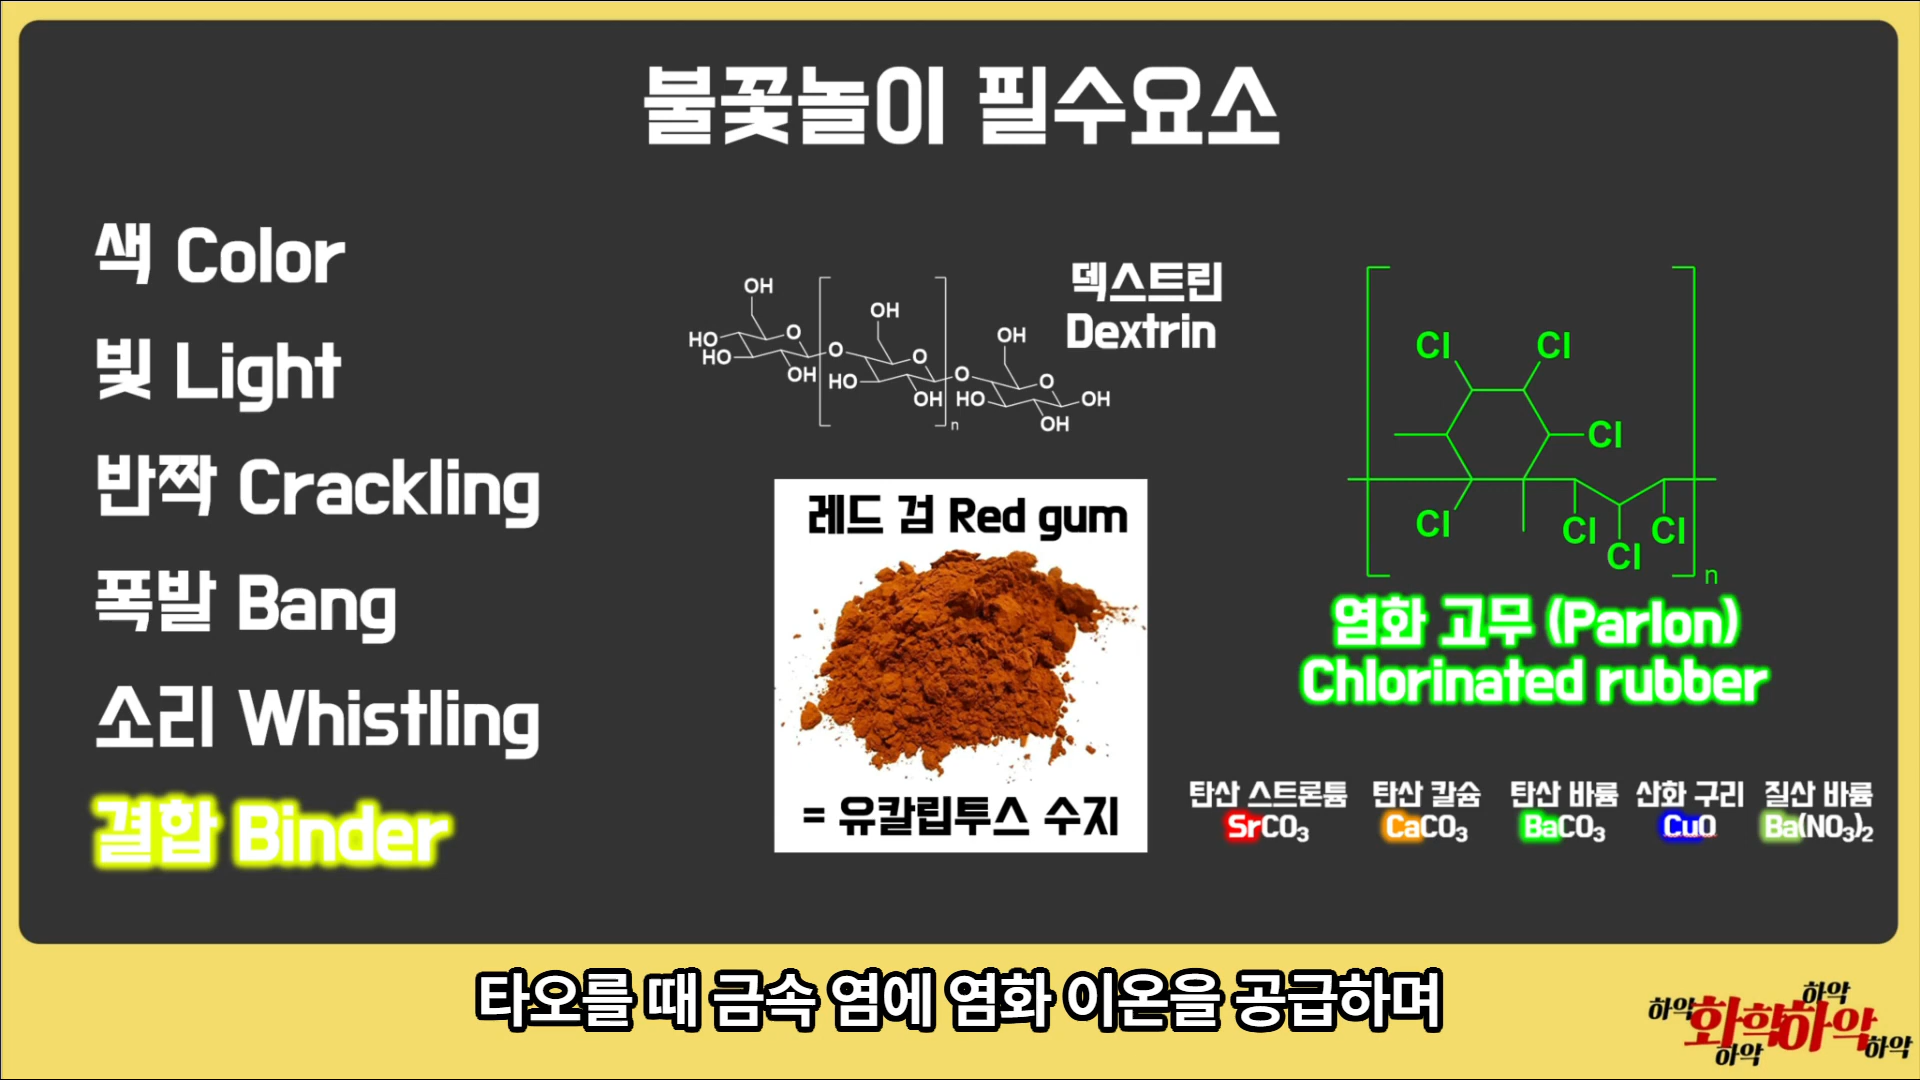 불꽃놀이 필수요소
색 Color
빛 Light
반짝 Crackling
폭발 Bang
소리 Whistling
결합 Binder
덱스트린
Dextrin
OH
OH
OH
HO
HO
O
OH
O
HO
O
OH
O
HO
O
OH
OH
n
레드 검 Red gum
= 유칼립투스 수지
Cl
Cl
Cl
Cl
Cl
Cl
Cl
n
염화 고무 (Parlon)
Chlorinated rubber
탄산 스트론튬 탄산 칼슘 탄산 바륨 산화 구리 질산 바륨
SrCO₃ CaCO₃ BaCO₃ CuO Ba(NO₃)₂
타오를 때 금속 염에 염화 이온을 공급하며
하악
화학하악
하악
하악
하악